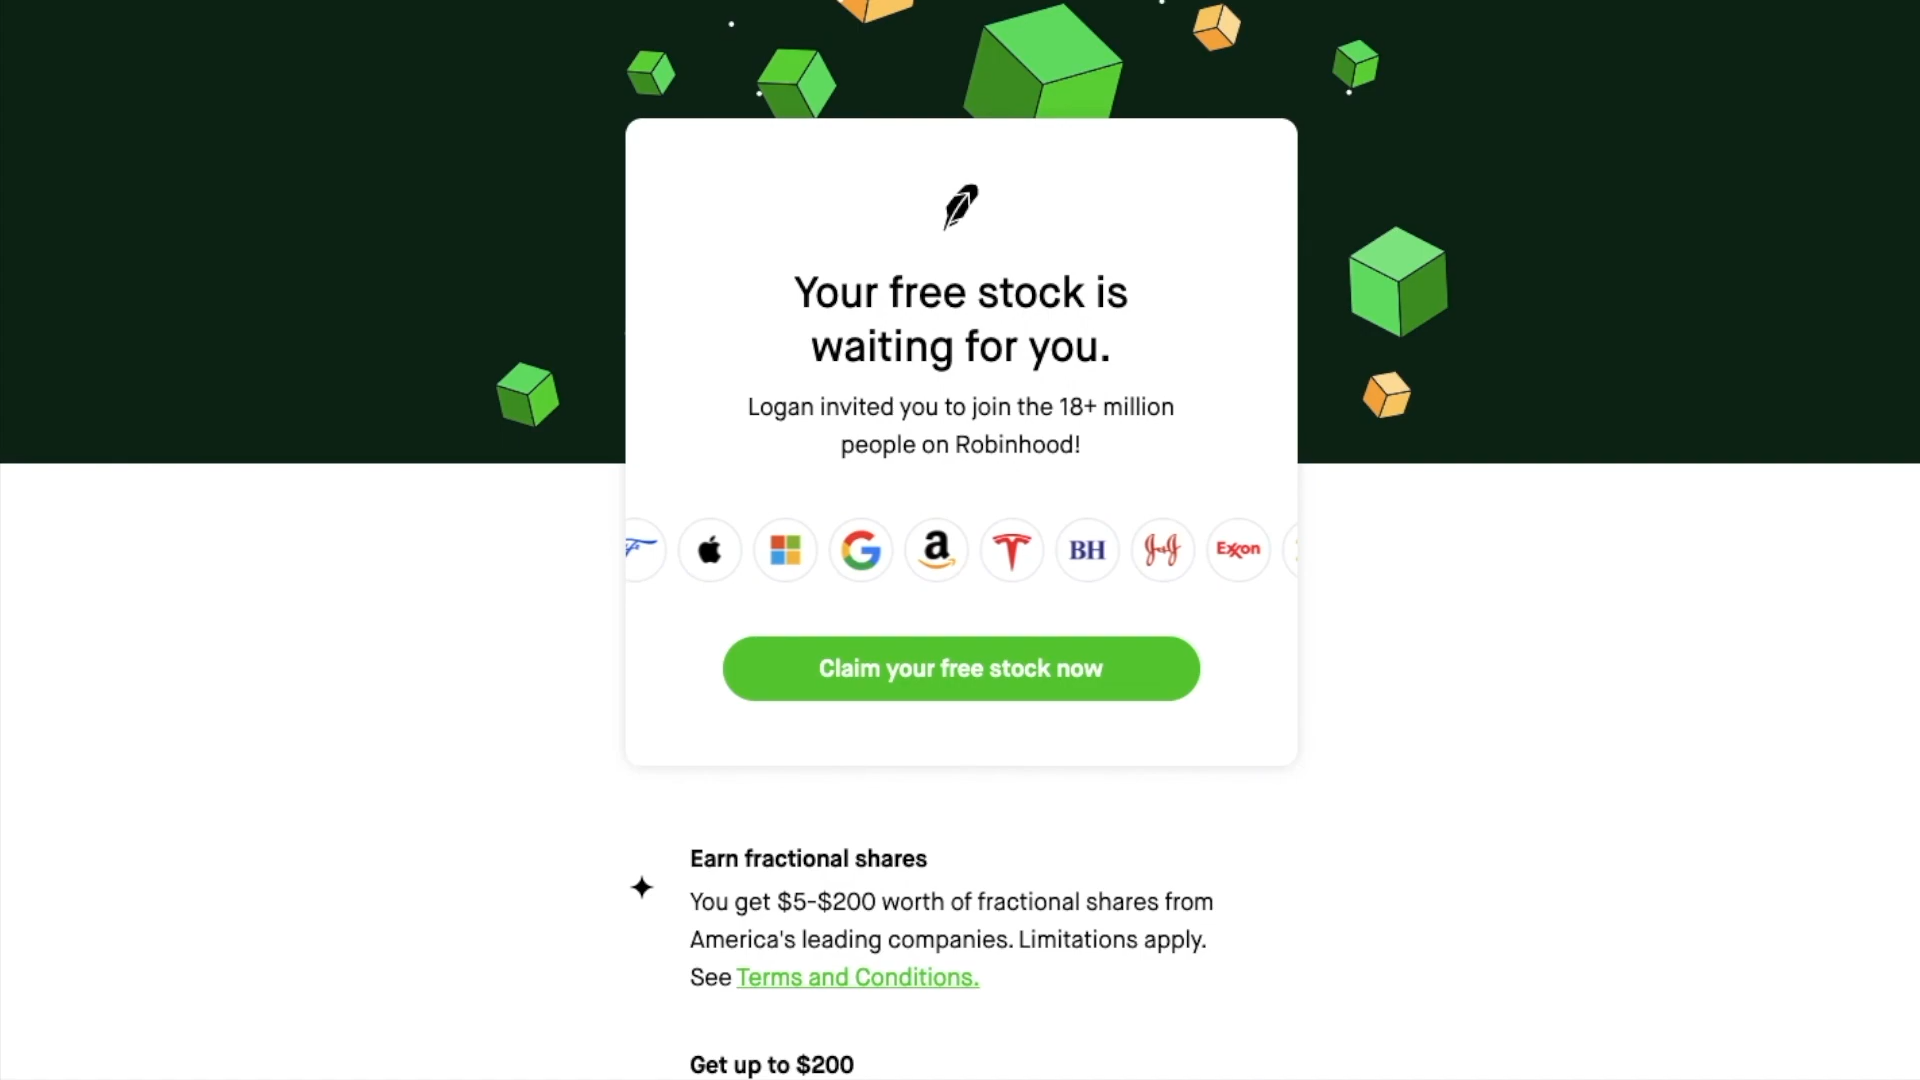 Your free stock is
waiting for you.
Logan invited you to join the 18+ million
people on Robinhood!
a BH J&J Exxon
Claim your free stock now
Earn fractional shares
You get $5-$200 worth of fractional shares from
America's leading companies. Limitations apply.
See Terms and Conditions.
Get up to $200